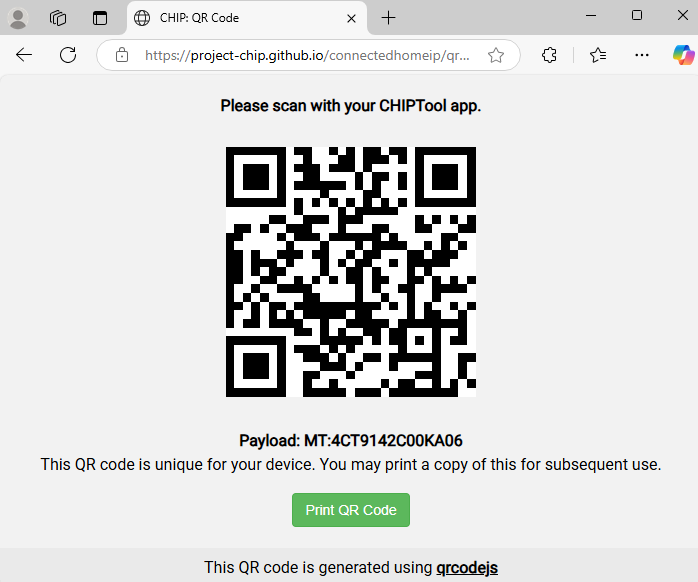 CHIP: QR Code
https://project-chip.github.io/connectedhomeip/qr...
Please scan with your CHIPTool app.
Payload: MT:4CT9142C00KA06
This QR code is unique for your device. You may print a copy of this for subsequent use.
Print QR Code
This QR code is generated using qrcodejs